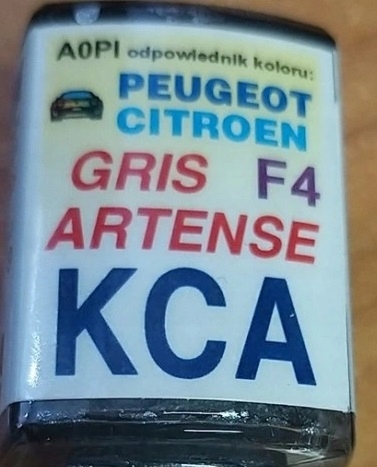 A0PI odpowiednik koloru:
PEUGEOT
CITROEN
GRIS F4
ARTENSE
KCA